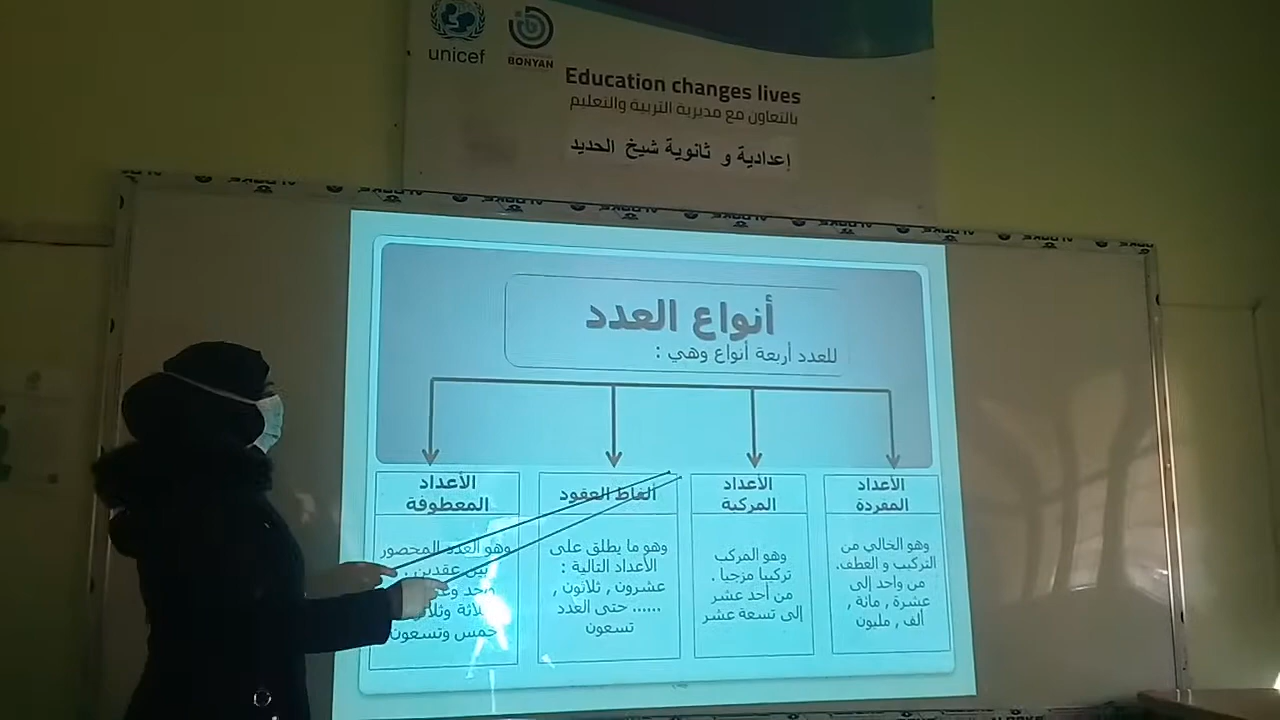 unicef
BONYAN
Education changes lives
بالتعاون مع مديرية التربية والتعليم
إعدادية و ثانوية شيخ الحديد
أنواع العدد
للعدد أربعة أنواع وهي :
الأعداد
المفردة
وهو الخالي من
التركيب و العطف.
من واحد إلى
عشرة , مائة ,
ألف , مليون
الأعداد
المركبة
وهو المركب
تركيبا مزجيا .
من أحد عشر
إلى تسعة عشر
ألفاظ العقود
وهو ما يطلق على
الأعداد التالية :
عشرون , ثلاثون ,
...... حتى العدد
تسعون
الأعداد
المعطوفة
وهو العدد المحصور
بين عقدين
خمس وتسعون